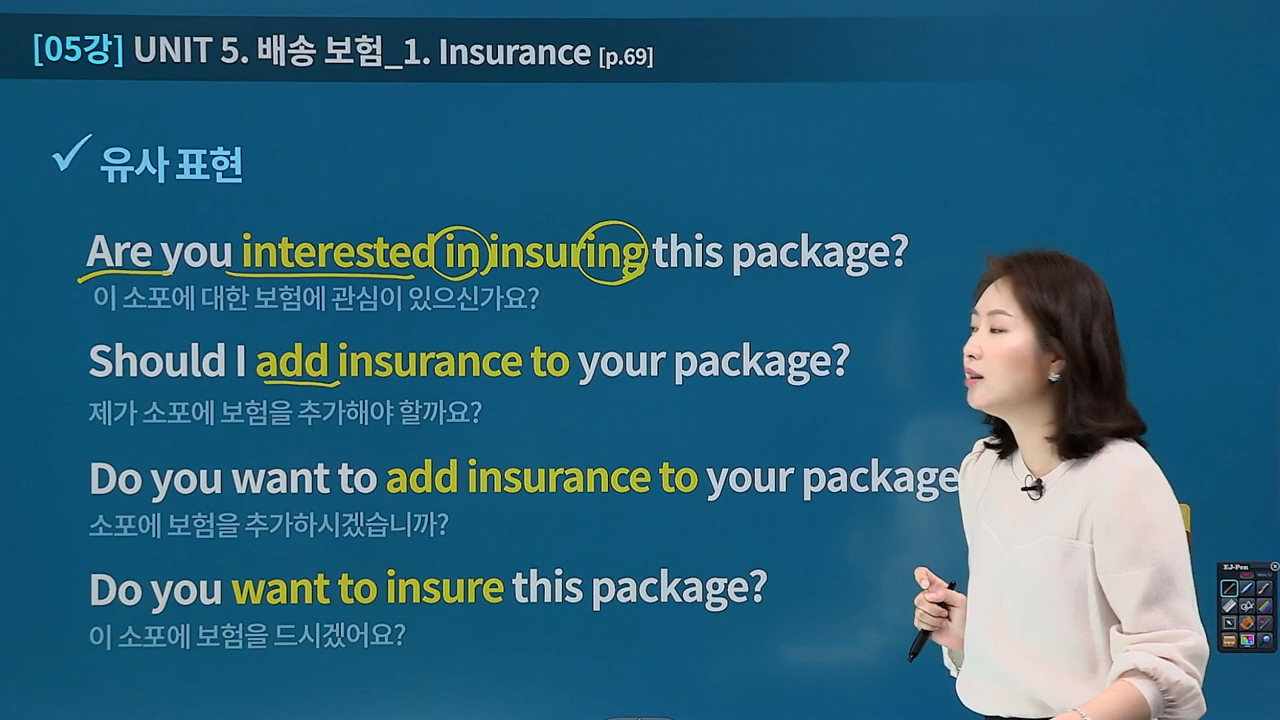 [05강] UNIT 5. 배송 보험_1. Insurance [p.69]
유사 표현
Are you interested in insuring this package?
이 소포에 대한 보험에 관심이 있으신가요?
Should I add insurance to your package?
제가 소포에 보험을 추가해야 할까요?
Do you want to add insurance to your package
소포에 보험을 추가하시겠습니까?
Do you want to insure this package?
이 소포에 보험을 드시겠어요?
EJ-Pen